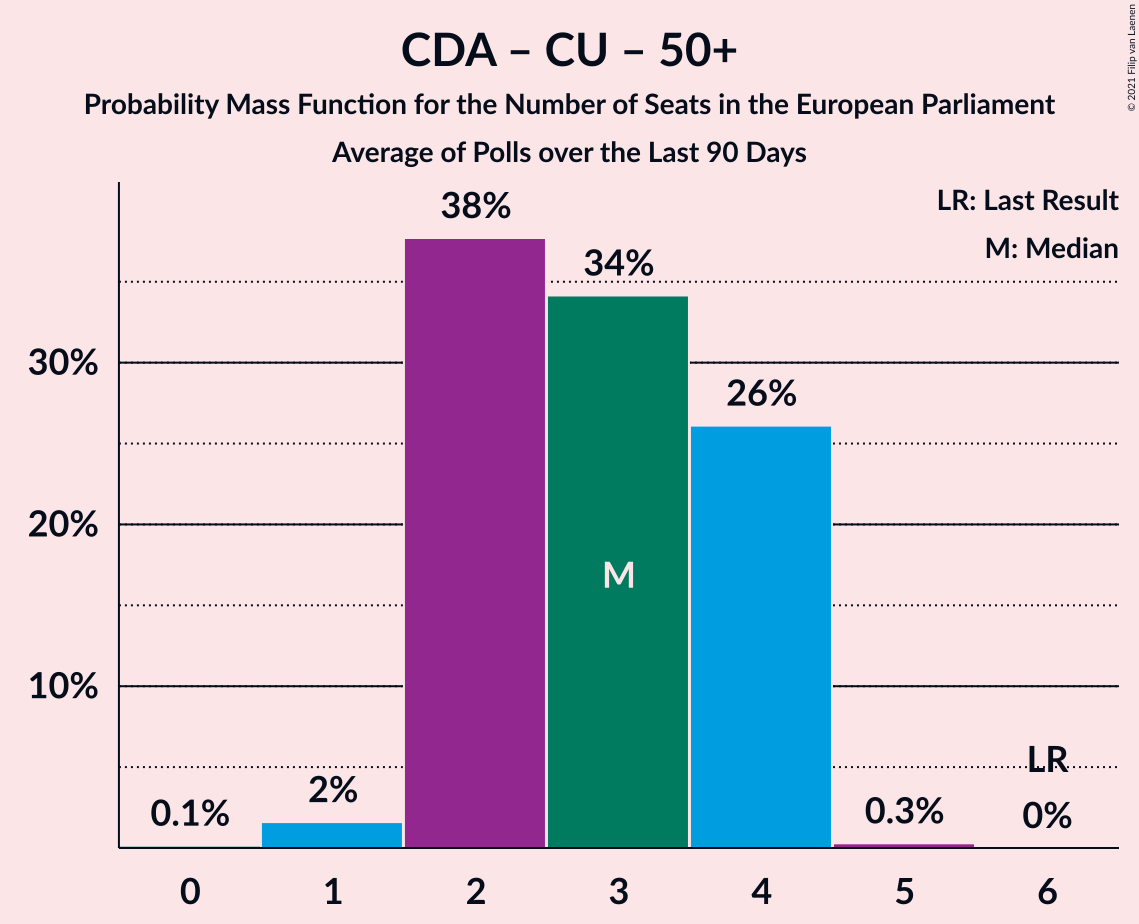 CDA – CU – 50+
Probability Mass Function for the Number of Seats in the European Parliament
Average of Polls over the Last 90 Days
© 2021 Filip van Laenen
LR: Last Result
M: Median
38%
34%
30%
26%
20%
M
10%
LR
2%
0.1%
0.3%
0%
0 1 2 3 4 5 6